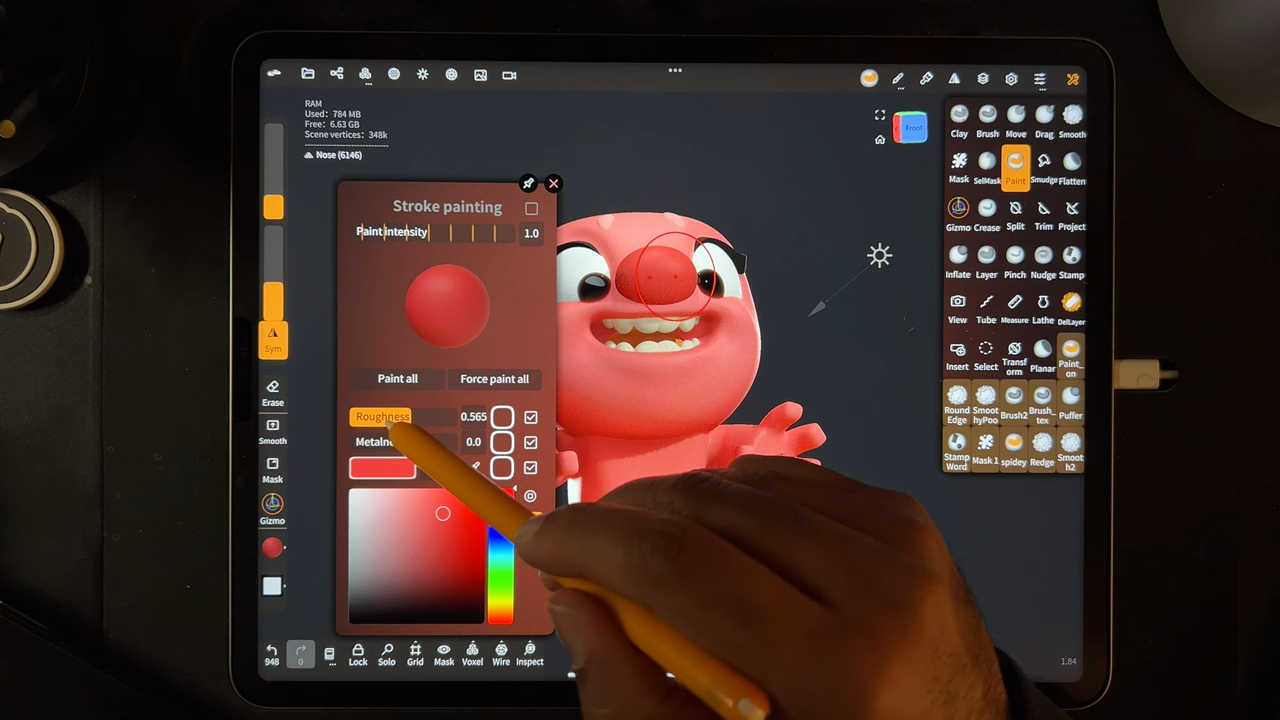 RAM
Used: 784 MB
Free: 6.63 GB
Scene vertices: 348k
Nose (6146)
Front
Stroke painting
Paint intensity
1.0
Paint all
Force paint all
Roughness
0.565
0.0
Sym
Erase
Smooth
Mask
Gizmo
Clay
Brush
Move
Drag
Smooth
Mask
SelMask
Paint
Smudge
Flatten
Gizmo
Crease
Split
Trim
Project
Inflate
Layer
Pinch
Nudge
Stamp
View
Tube
Measure
Lathe
DelLayer
Insert
Select
Transf
orm
Planar
Paint_
on
Round
Edge
Smoot
hyPoo
Brush2
Brush_
tex
Puffer
Stamp
Word
Mask 1
spidey
Redge
Smoot
h2
948
0
Lock
Solo
Grid
Mask
Voxel
Wire
Inspect
1.84